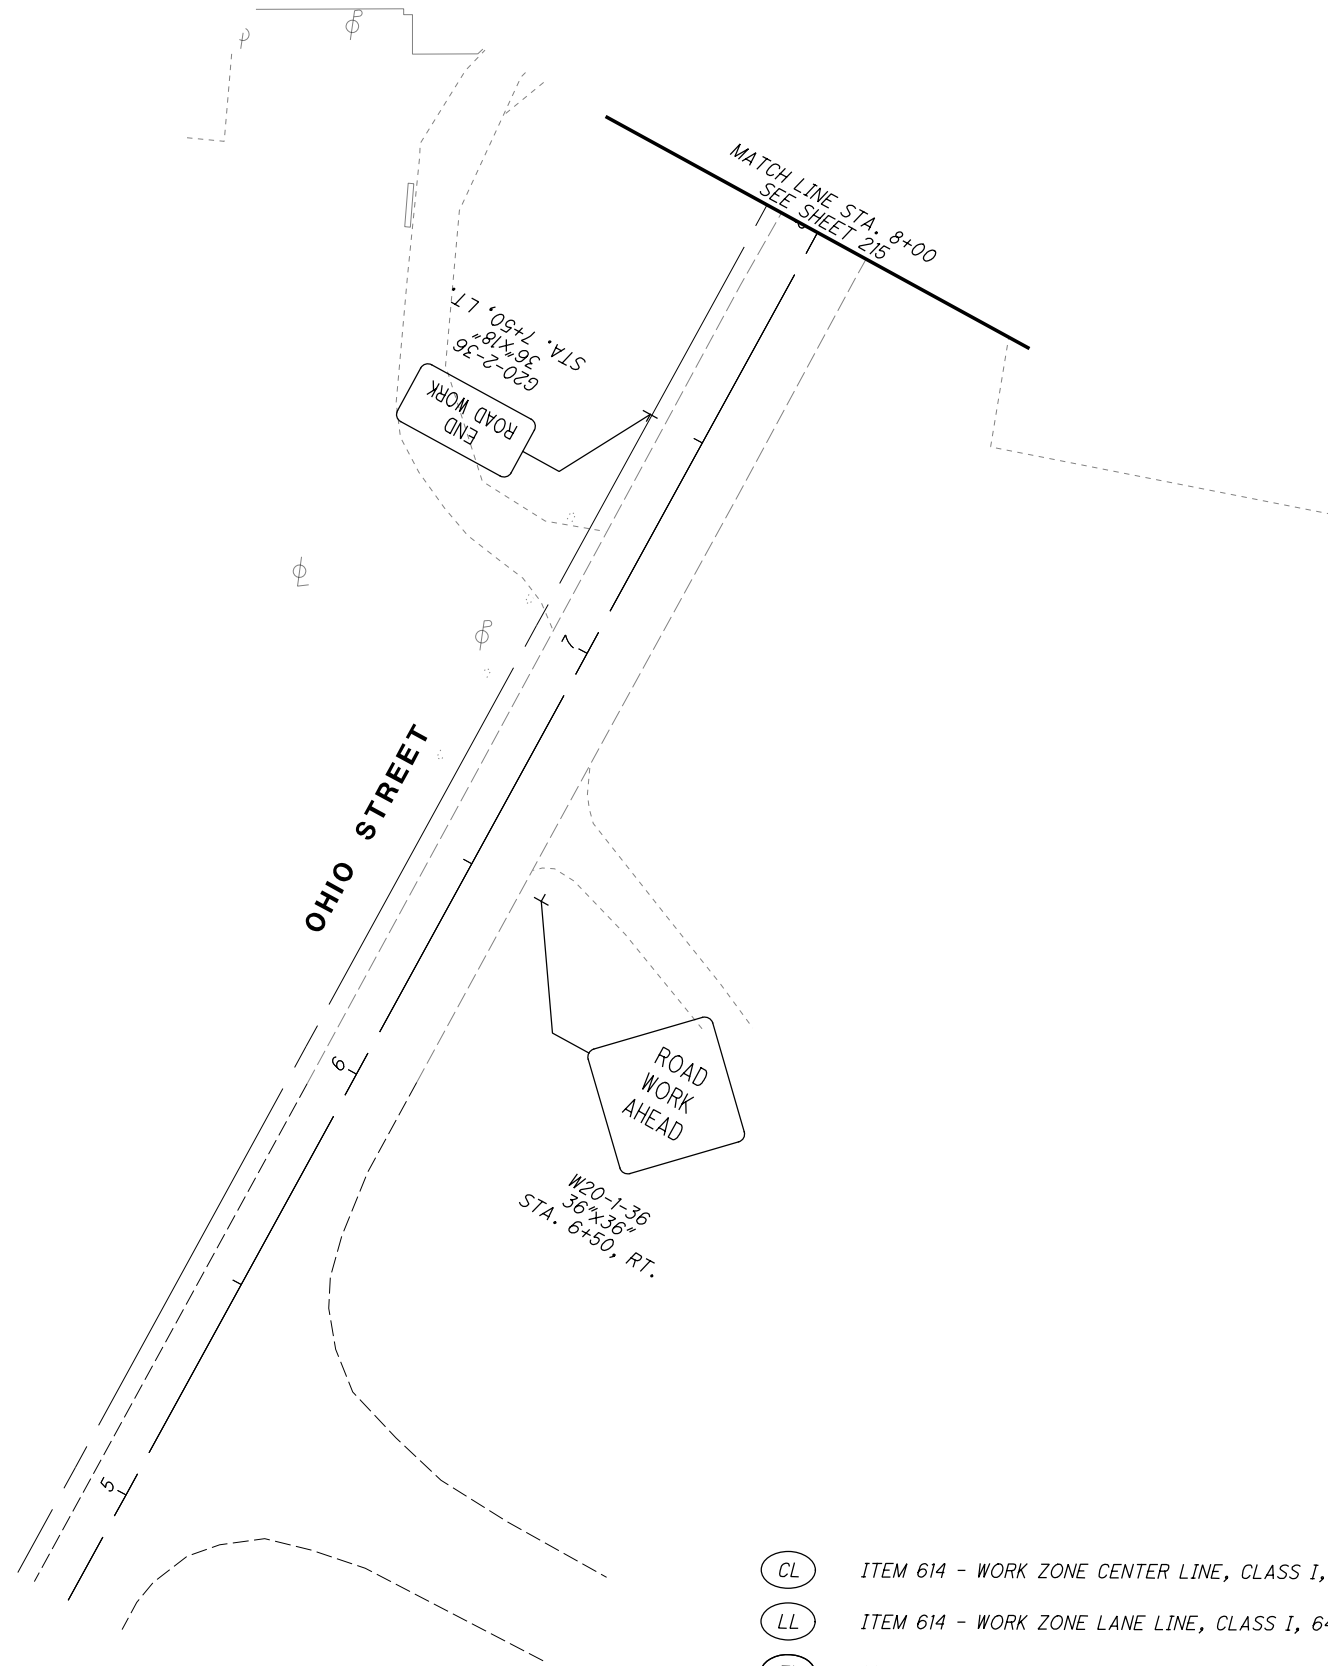 MATCH LINE STA. 8+00
SEE SHEET 215
STA. 7+50, LT.
36"x18"
G20-2-36
END
ROAD WORK
7
OHIO STREET
6
ROAD
WORK
AHEAD
W20-1-36
36"x36"
STA. 6+50, RT.
5
CL ITEM 614 - WORK ZONE CENTER LINE, CLASS I,
LL ITEM 614 - WORK ZONE LANE LINE, CLASS I, 64